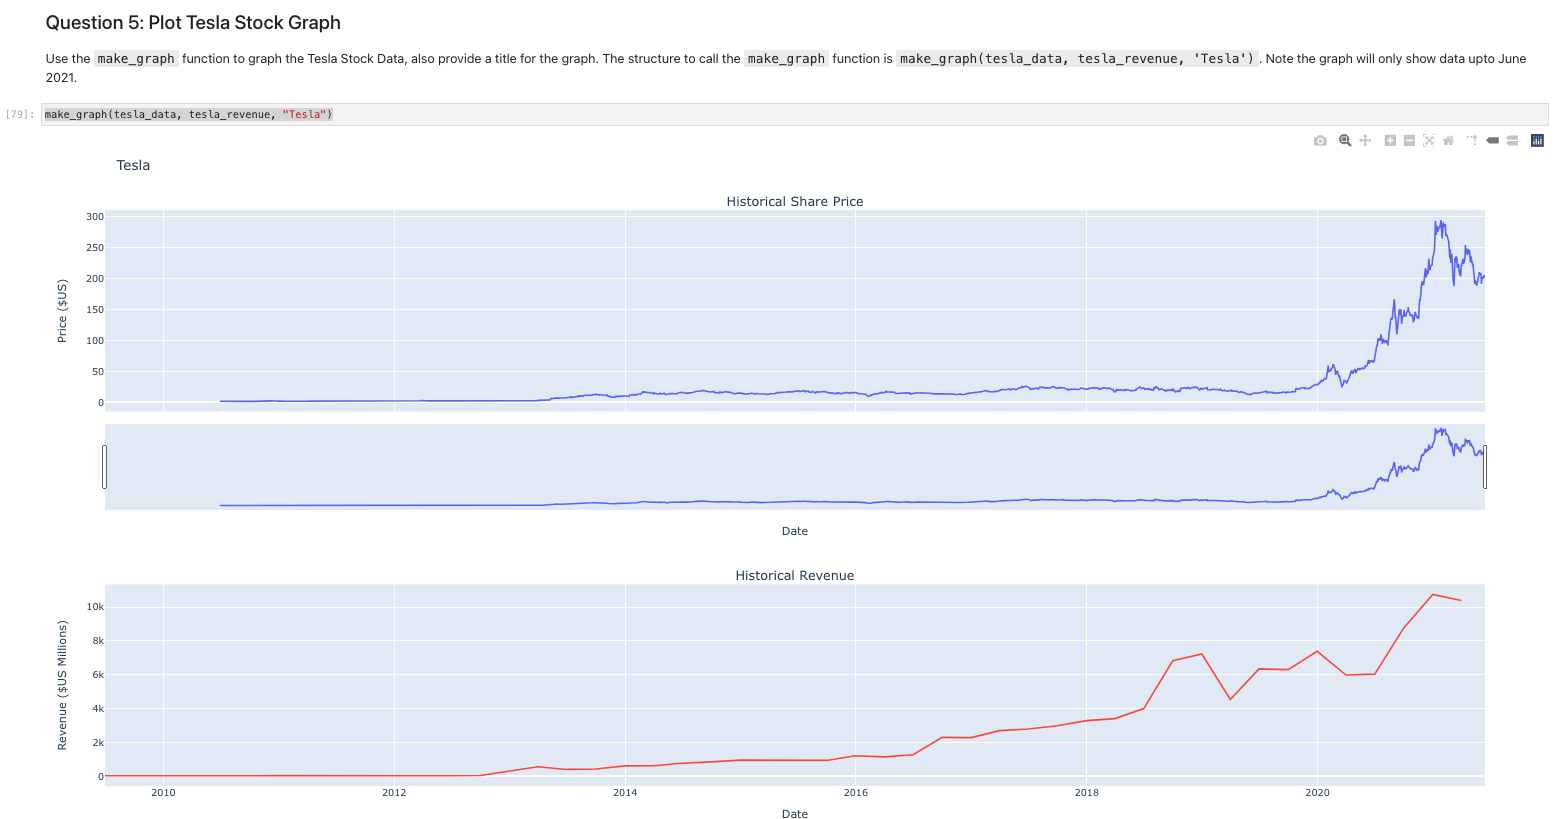 Question 5: Plot Tesla Stock Graph
Use the make_graph function to graph the Tesla Stock Data, also provide a title for the graph. The structure to call the make_graph function is make_graph(tesla_data, tesla_revenue, 'Tesla') . Note the graph will only show data upto June
2021.
[79]: make_graph(tesla_data, tesla_revenue, "Tesla")
Tesla
Historical Share Price
Price ($US)
300
250
200
150
100
50
0
Date
Historical Revenue
Revenue ($US Millions)
10k
8k
6k
4k
2k
0
2010 2012 2014 2016 2018 2020
Date